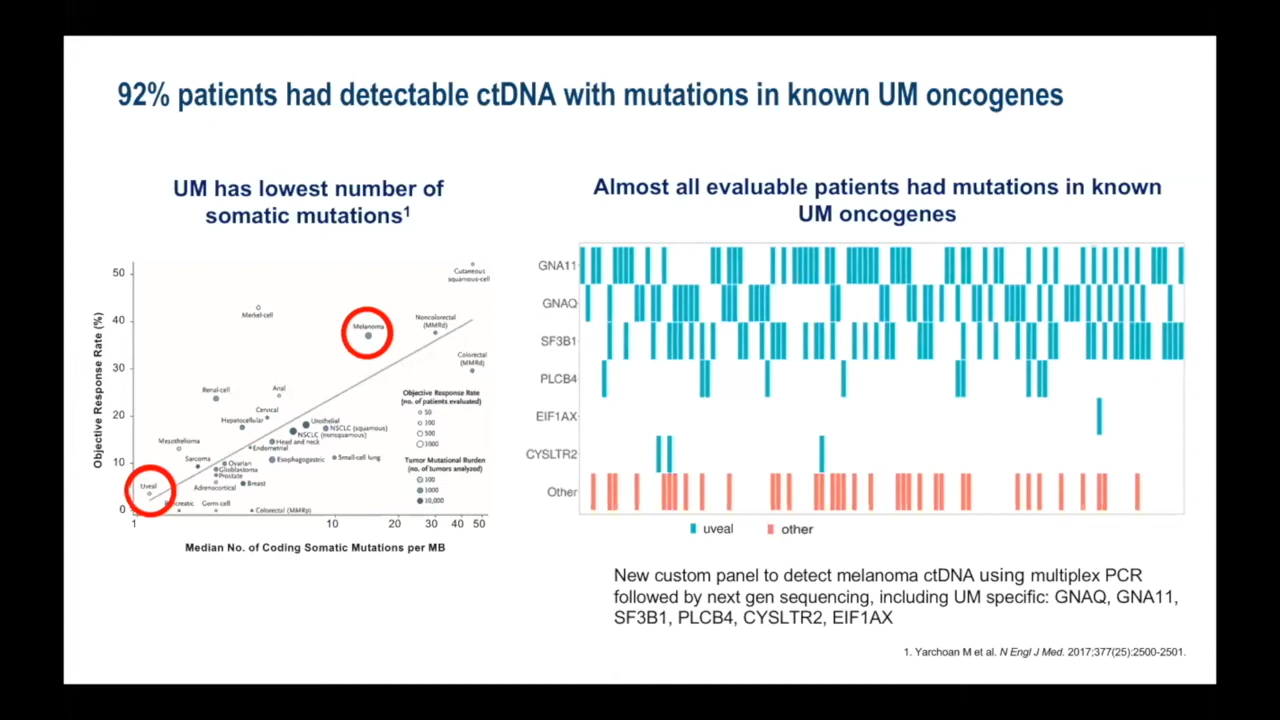 92% patients had detectable ctDNA with mutations in known UM oncogenes
UM has lowest number of
somatic mutations1
Objective Response Rate (%)
50
40
30
20
10
0
1
10
20
30
40
50
Median No. of Coding Somatic Mutations per MB
Cutaneous
squamous-cell
Merkel-cell
Melanoma
Noncolorectal
(MMRd)
Colorectal
(MMRd)
Renal-cell
Anal
Cervical
Hepatocellular
Urothelial
NSCLC (squamous)
NSCLC (nonsquamous)
Mesothelioma
Head and neck
Endometrial
Sarcoma
Ovarian
Glioblastoma
Prostate
Esophagogastric
Small-cell lung
Adrenocortical
Breast
Uveal
Germ-cell
Colorectal (MMRp)
Objective Response Rate
(no. of patients evaluated)
50
100
500
1000
Tumor Mutational Burden
(no. of tumors analyzed)
100
1000
10,000
Almost all evaluable patients had mutations in known
UM oncogenes
GNA11
GNAQ
SF3B1
PLCB4
EIF1AX
CYSLTR2
Other
uveal
other
New custom panel to detect melanoma ctDNA using multiplex PCR
followed by next gen sequencing, including UM specific: GNAQ, GNA11,
SF3B1, PLCB4, CYSLTR2, EIF1AX
1. Yarchoan M et al. N Engl J Med. 2017;377(25):2500-2501.